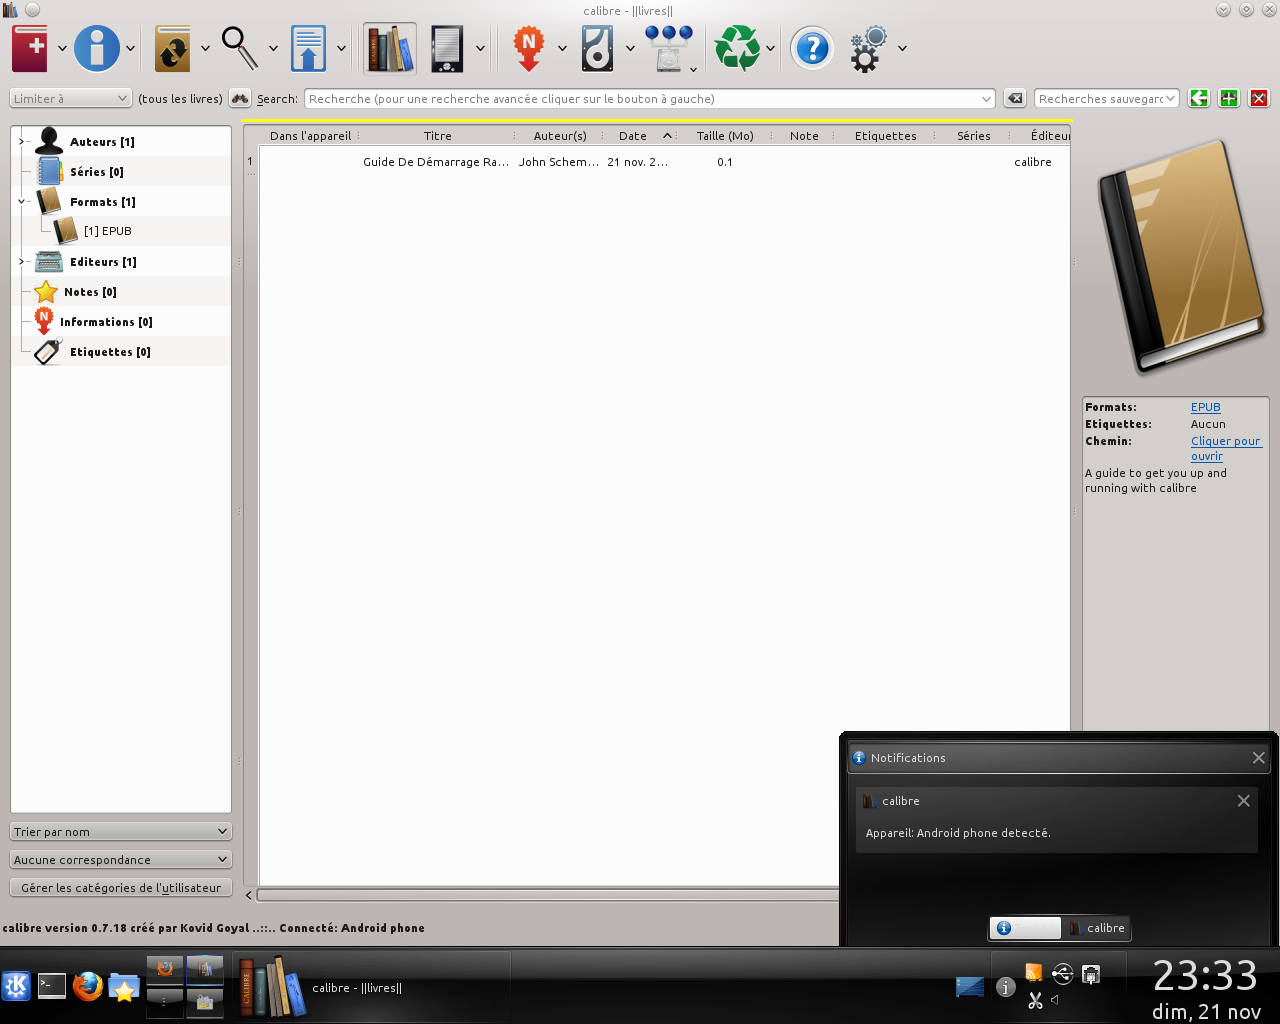 calibre - ||livres||
Limiter à
(tous les livres)
Search:
Recherche (pour une recherche avancée cliquer sur le bouton à gauche)
Recherches sauvegard
Auteurs [1]
Séries [0]
Formats [1]
[1] EPUB
Editeurs [1]
Notes [0]
Informations [0]
Etiquettes [0]
Dans l'appareil
Titre
Auteur(s)
Date
Taille (Mo)
Note
Etiquettes
Séries
Éditeur
1
Guide De Démarrage Ra...
John Schem...
21 nov. 2...
0.1
calibre
...
Formats: EPUB
Etiquettes: Aucun
Chemin: Cliquer pour
ouvrir
A guide to get you up and
running with calibre
Trier par nom
Aucune correspondance
Gérer les catégories de l'utilisateur
calibre version 0.7.18 créé par Kovid Goyal ..::.. Connecté: Android phone
Notifications
calibre
Appareil: Android phone detecté.
calibre
calibre - ||livres||
23:33
dim, 21 nov